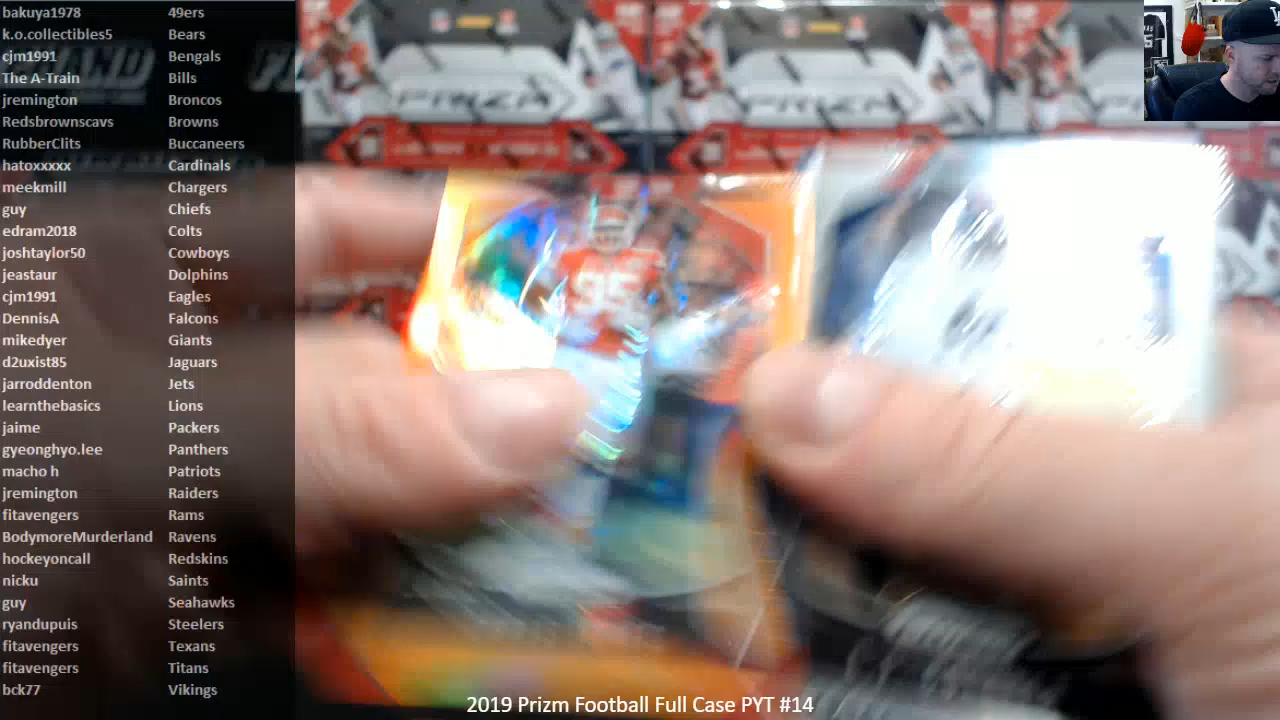 bakuya1978 49ers
k.o.collectibles5 Bears
cjm1991 Bengals
The A-Train Bills
jremington Broncos
Redsbrownscavs Browns
RubberClits Buccaneers
hatoxxxxx Cardinals
meekmill Chargers
guy Chiefs
edram2018 Colts
joshtaylor50 Cowboys
jeastaur Dolphins
cjm1991 Eagles
DennisA Falcons
mikedyer Giants
d2uxist85 Jaguars
jarroddenton Jets
learnthebasics Lions
jaime Packers
gyeonghyo.lee Panthers
macho h Patriots
jremington Raiders
fitavengers Rams
BodymoreMurderland Ravens
hockeyoncall Redskins
nicku Saints
guy Seahawks
ryandupuis Steelers
fitavengers Texans
fitavengers Titans
bck77 Vikings
PRIZM PRIZM
95
2019 Prizm Football Full Case PYT #14